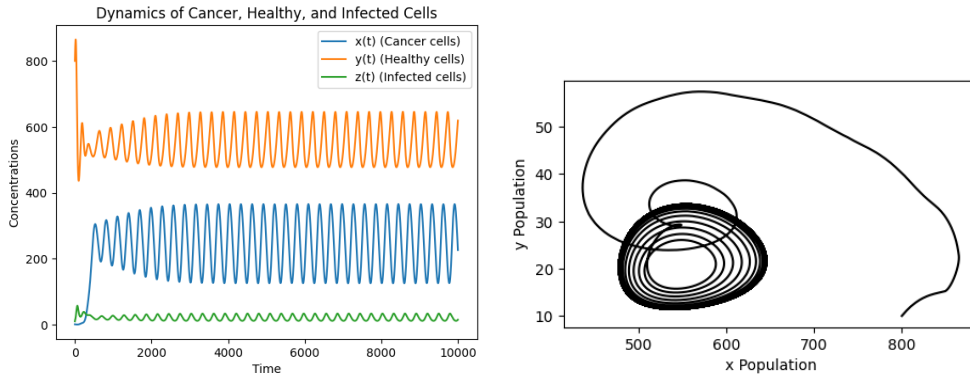 Dynamics of Cancer, Healthy, and Infected Cells
x(t) (Cancer cells)
y(t) (Healthy cells)
z(t) (Infected cells)
Concentrations
800
600
400
200
0
0 2000 4000 6000 8000 10000
Time
y Population
50
40
30
20
10
500 600 700 800
x Population